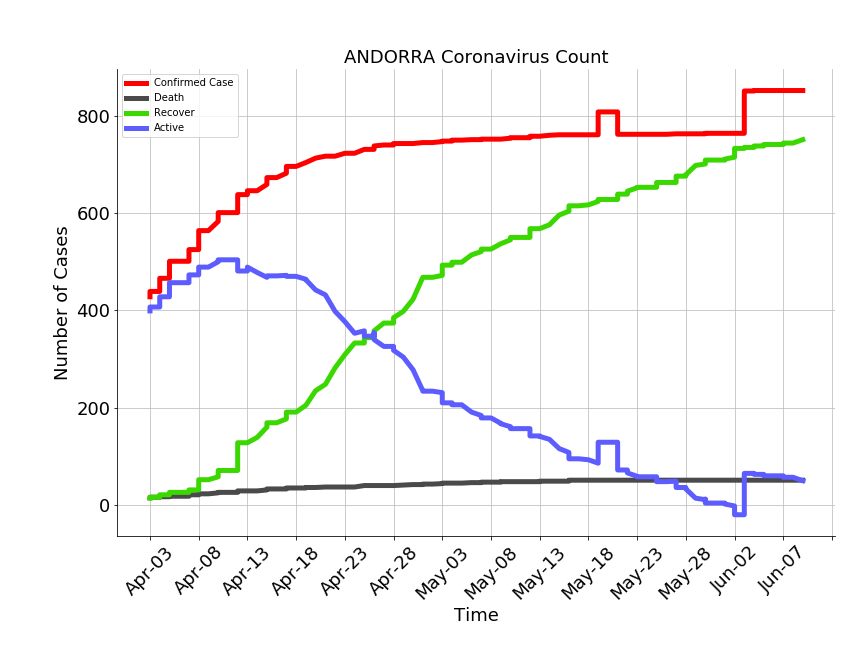 ANDORRA Coronavirus Count
Confirmed Case
Death
Recover
Active
800
600
400
200
0
Number of Cases
Apr-03
Apr-08
Apr-13
Apr-18
Apr-23
Apr-28
May-03
May-08
May-13
May-18
May-23
May-28
Jun-02
Jun-07
Time